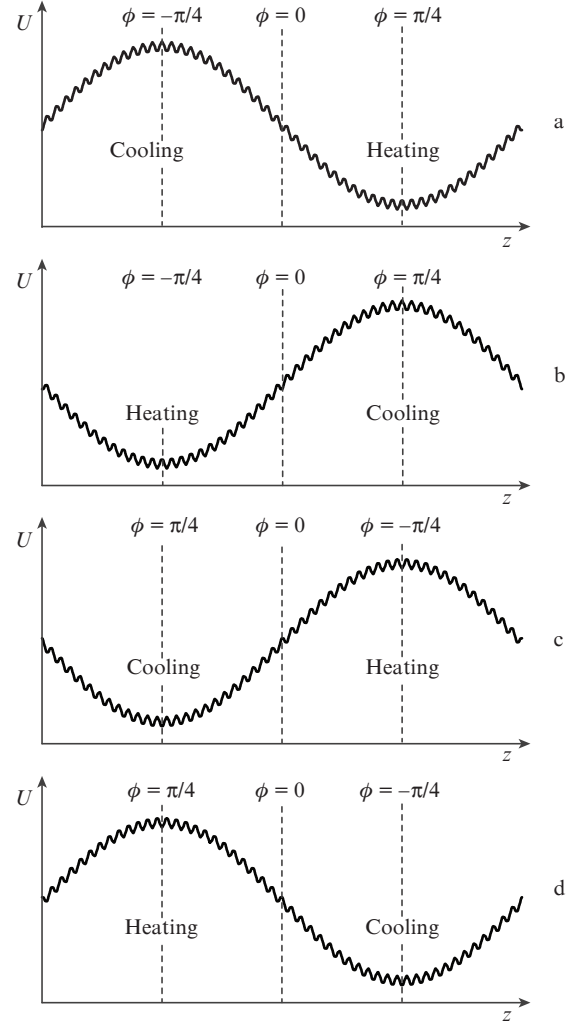 U
ϕ = –π/4 ϕ = 0 ϕ = π/4
Cooling Heating
a
z
U
ϕ = –π/4 ϕ = 0 ϕ = π/4
Heating Cooling
b
z
U
ϕ = π/4 ϕ = 0 ϕ = –π/4
Cooling Heating
c
z
U
ϕ = π/4 ϕ = 0 ϕ = –π/4
Heating Cooling
d
z